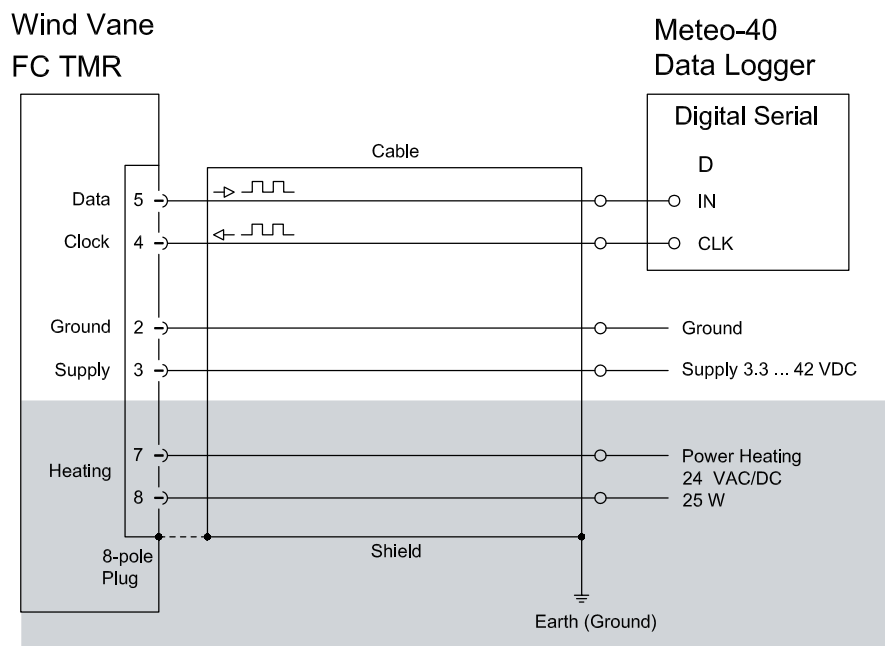 Wind Vane
FC TMR
Meteo-40
Data Logger
Digital Serial
Cable
D
Data 5 IN
Clock 4 CLK
Ground 2 Ground
Supply 3 Supply 3.3 ... 42 VDC
7 Power Heating
Heating
24 VAC/DC
8 25 W
8-pole
Plug
Shield
Earth (Ground)